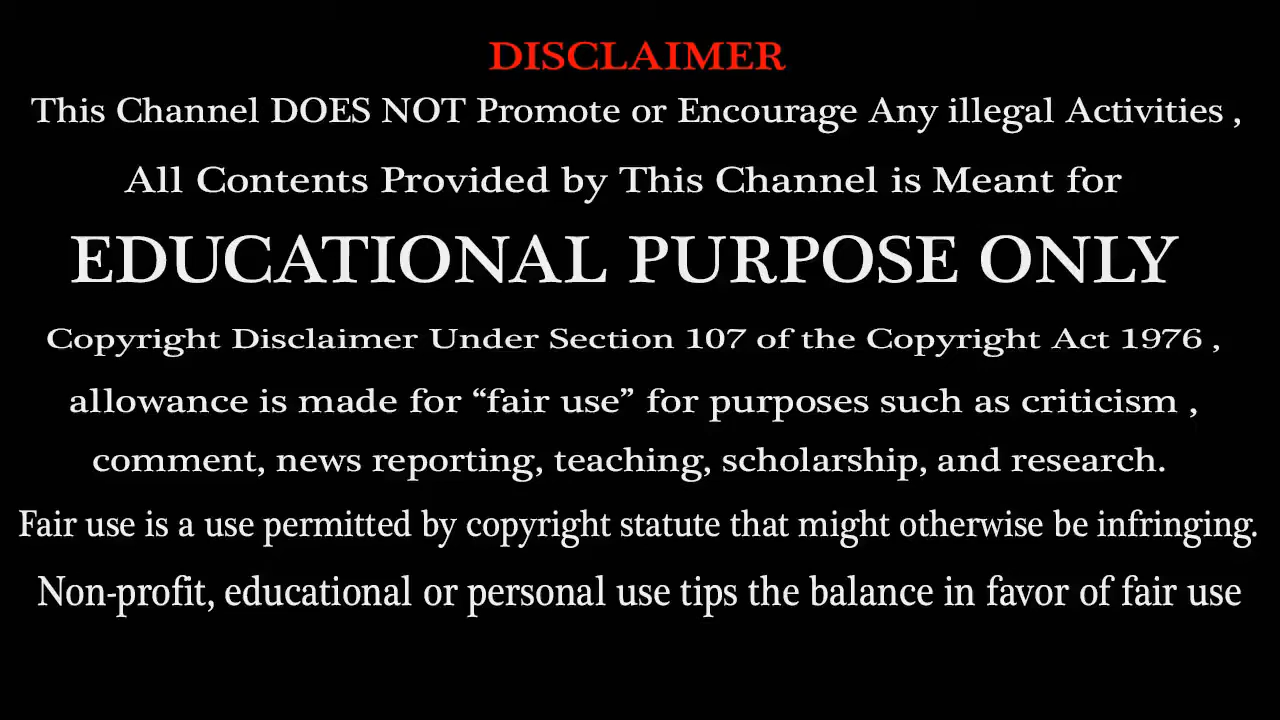 DISCLAIMER
This Channel DOES NOT Promote or Encourage Any illegal Activities ,
All Contents Provided by This Channel is Meant for
EDUCATIONAL PURPOSE ONLY
Copyright Disclaimer Under Section 107 of the Copyright Act 1976 ,
allowance is made for “fair use” for purposes such as criticism ,
comment, news reporting, teaching, scholarship, and research.
Fair use is a use permitted by copyright statute that might otherwise be infringing.
Non-profit, educational or personal use tips the balance in favor of fair use